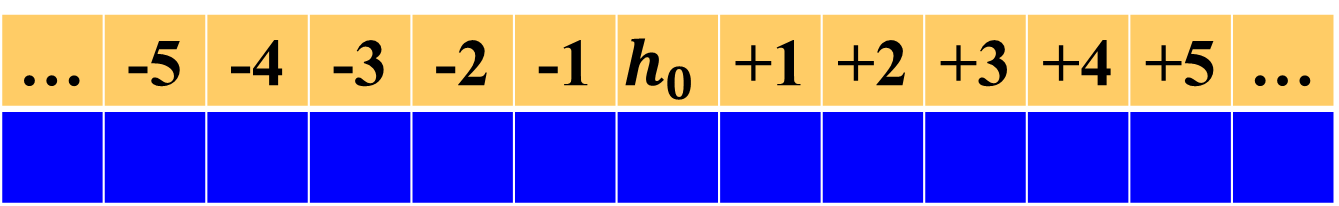 ... -5 -4 -3 -2 -1 h₀ +1 +2 +3 +4 +5 ...